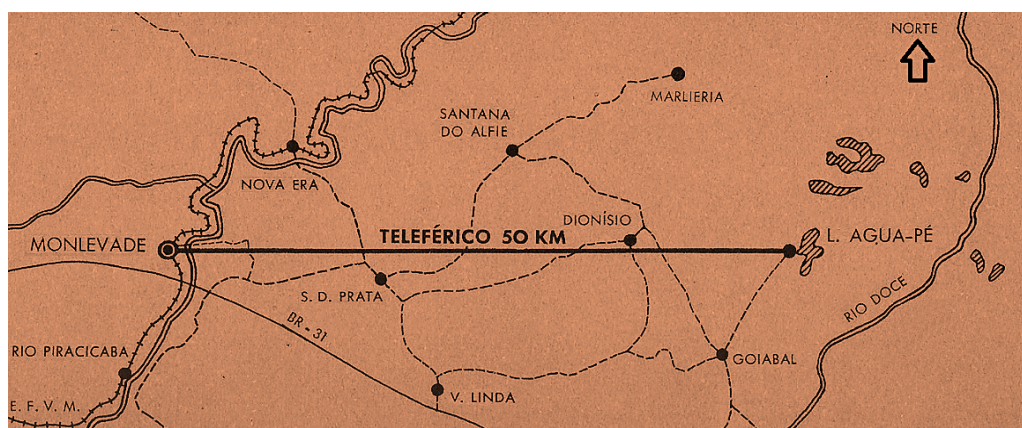 NORTE
MARLIERIA
SANTANA
DO ALFIE
NOVA ERA
DIONÍSIO
MONLEVADE
TELEFÉRICO 50 KM
L. AGUA-PÉ
S. D. PRATA
RIO DOCE
BR-31
RIO PIRACICABA
GOIABAL
V. LINDA
E. F. V. M.